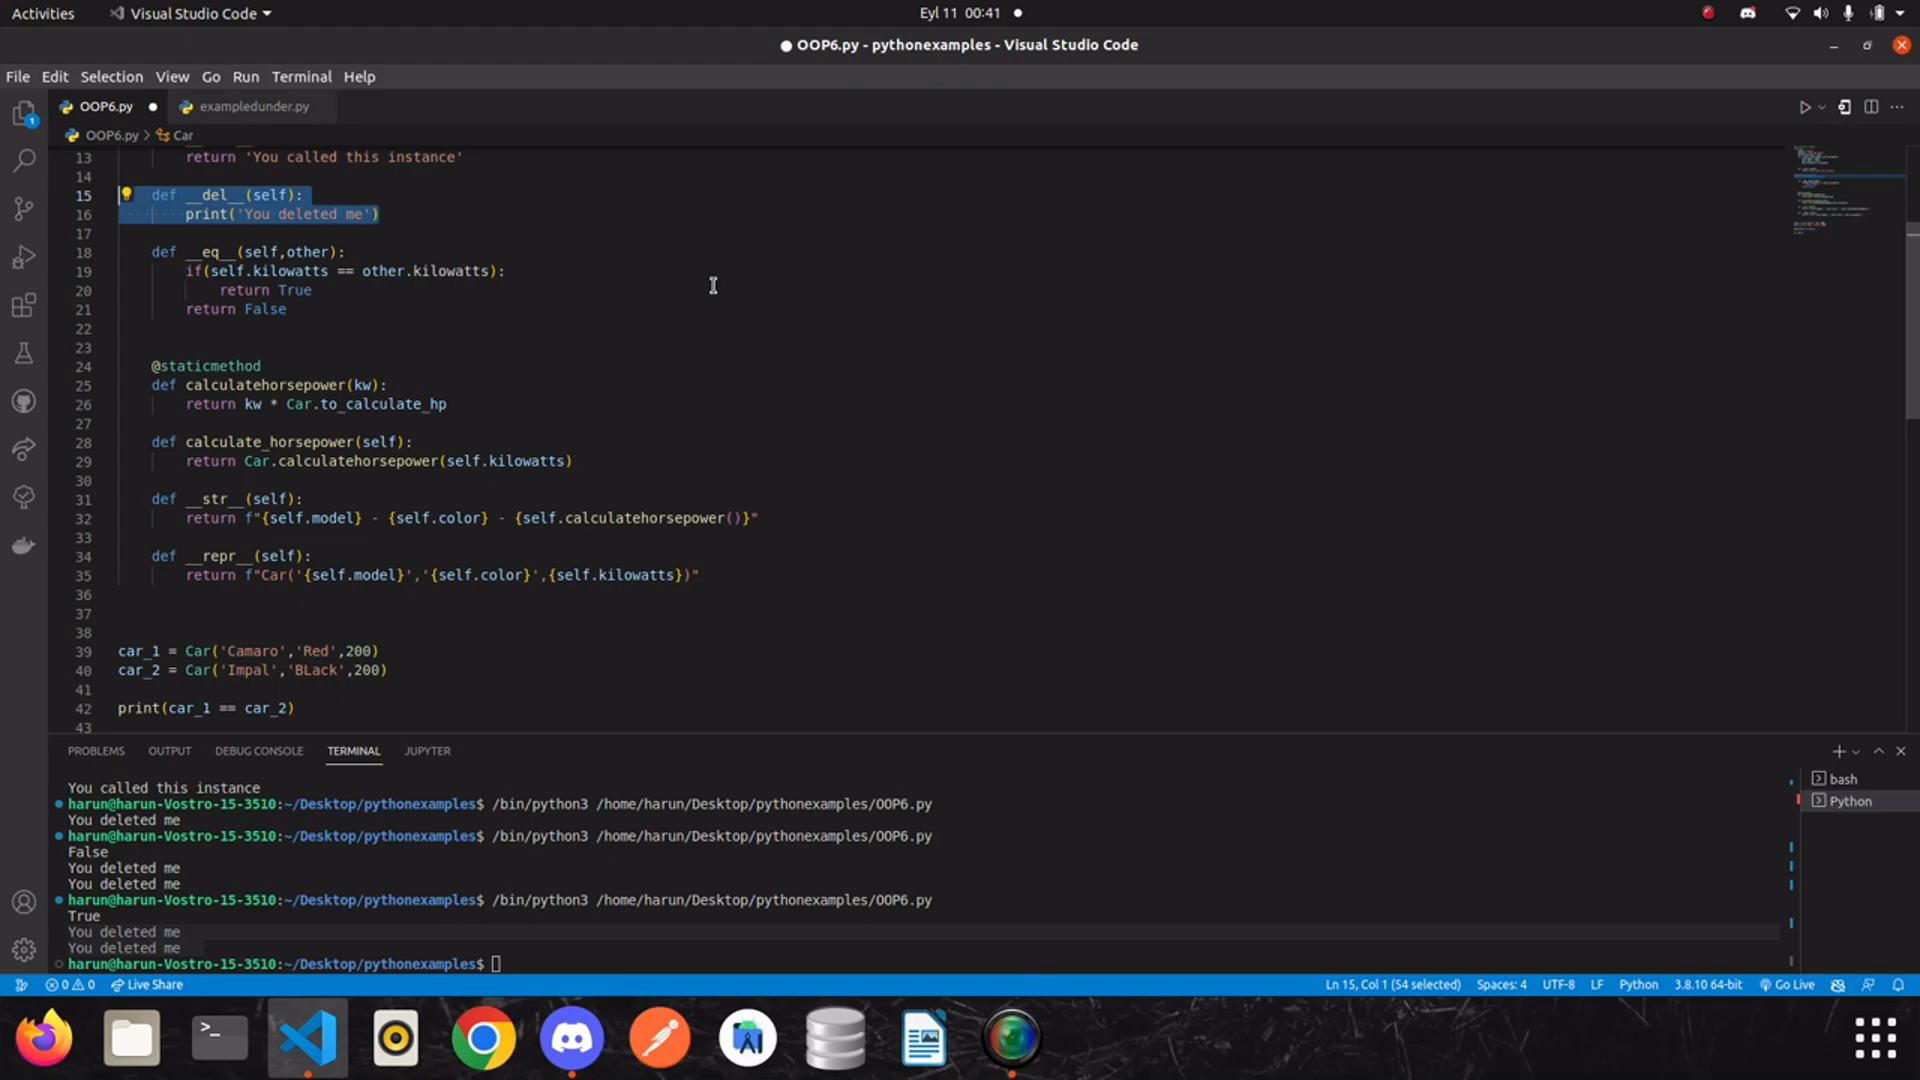 Activities
Visual Studio Code
Eyl 11 00:41
OOP6.py - pythonexamples - Visual Studio Code
File Edit Selection View Go Run Terminal Help
OOP6.py
exampledunder.py
OOP6.py > Car
13 return 'You called this instance'
14
15 def __del__(self):
16 print('You deleted me')
17
18 def __eq__(self,other):
19 if(self.kilowatts == other.kilowatts):
20 return True
21 return False
22
23
24 @staticmethod
25 def calculatehorsepower(kw):
26 return kw * Car.to_calculate_hp
27
28 def calculate_horsepower(self):
29 return Car.calculatehorsepower(self.kilowatts)
30
31 def __str__(self):
32 return f"{self.model} - {self.color} - {self.calculatehorsepower()}"
33
34 def __repr__(self):
35 return f"Car('{self.model}','{self.color}',{self.kilowatts})"
36
37
38
39 car_1 = Car('Camaro','Red',200)
40 car_2 = Car('Impal','BLack',200)
41
42 print(car_1 == car_2)
43
PROBLEMS OUTPUT DEBUG CONSOLE TERMINAL JUPYTER
You called this instance
harun@harun-Vostro-15-3510:~/Desktop/pythonexamples$ /bin/python3 /home/harun/Desktop/pythonexamples/OOP6.py
You deleted me
harun@harun-Vostro-15-3510:~/Desktop/pythonexamples$ /bin/python3 /home/harun/Desktop/pythonexamples/OOP6.py
False
You deleted me
You deleted me
harun@harun-Vostro-15-3510:~/Desktop/pythonexamples$ /bin/python3 /home/harun/Desktop/pythonexamples/OOP6.py
True
You deleted me
You deleted me
harun@harun-Vostro-15-3510:~/Desktop/pythonexamples$
bash
Python
0 0 Live Share
Ln 15, Col 1 (54 selected) Spaces: 4 UTF-8 LF Python 3.8.10 64-bit Go Live